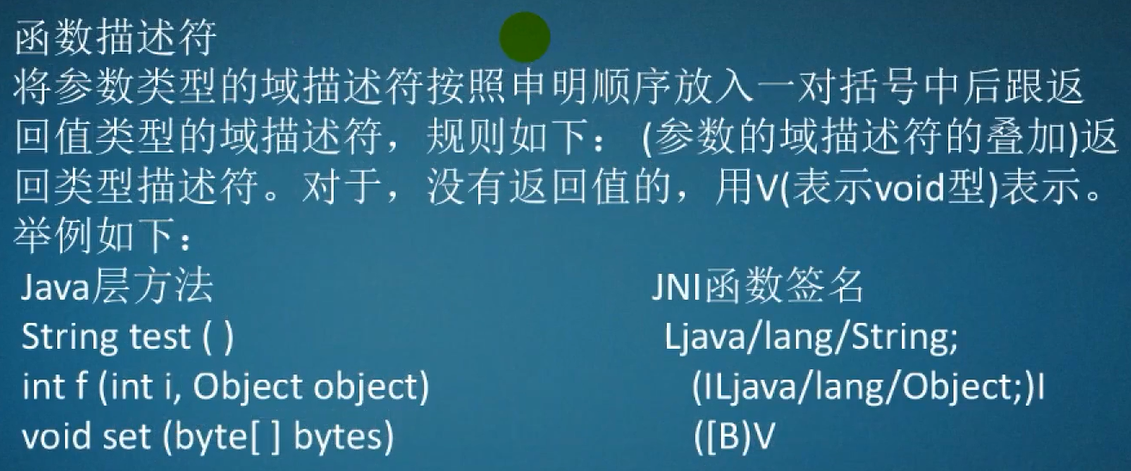 函数描述符
将参数类型的域描述符按照申明顺序放入一对括号中后跟返
回值类型的域描述符，规则如下： (参数的域描述符的叠加)返
回类型描述符。对于，没有返回值的，用V(表示void型)表示。
举例如下：
Java层方法 JNI函数签名
String test ( ) Ljava/lang/String;
int f (int i, Object object) (ILjava/lang/Object;)I
void set (byte[ ] bytes) ([B)V